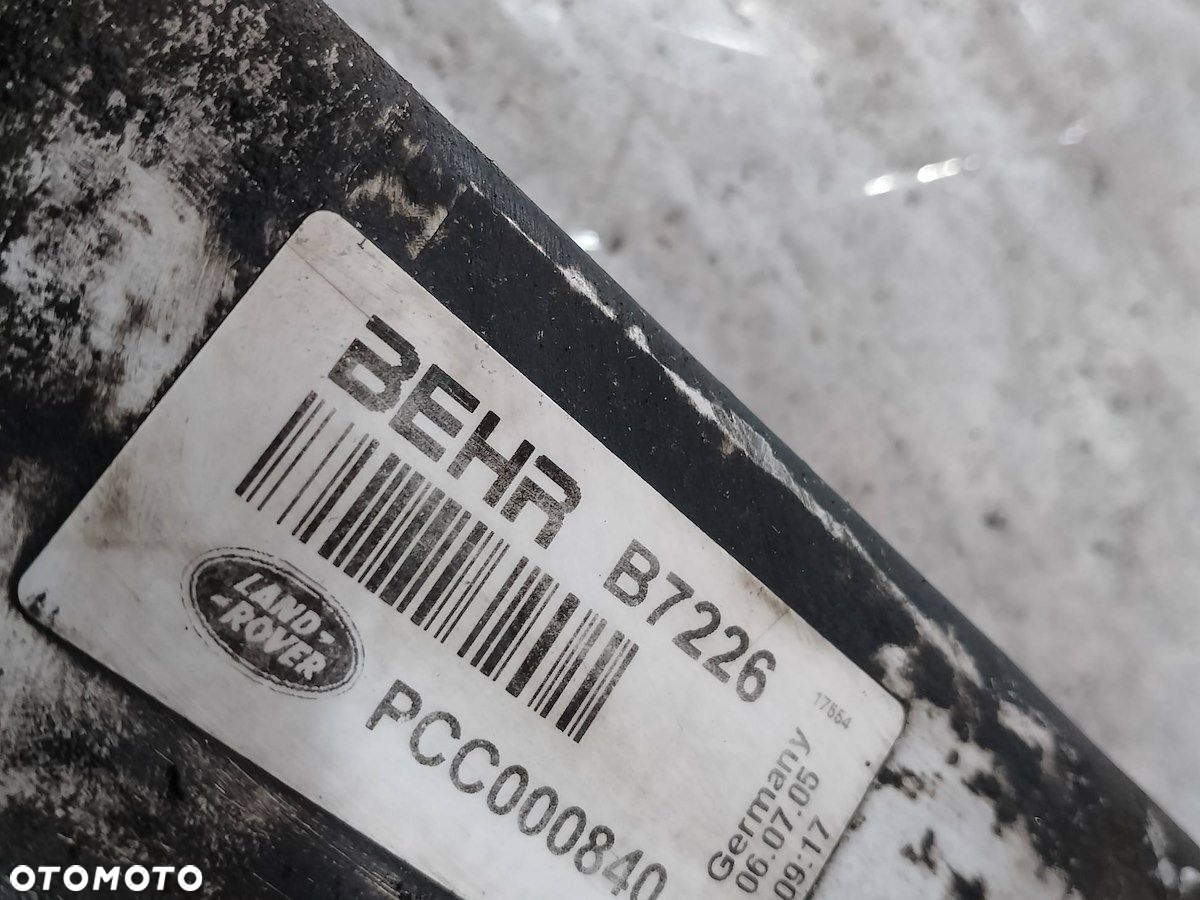 BEHR
B7226
17554
LAND-
-ROVER
PCC000840
Germany
06.07.05
09:17
OTOMOTO